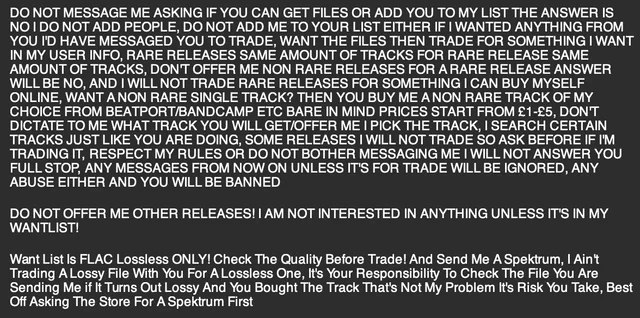 DO NOT MESSAGE ME ASKING IF YOU CAN GET FILES OR ADD YOU TO MY LIST THE ANSWER IS
NO I DO NOT ADD PEOPLE, DO NOT ADD ME TO YOUR LIST EITHER IF I WANTED ANYTHING FROM
YOU I'D HAVE MESSAGED YOU TO TRADE, WANT THE FILES THEN TRADE FOR SOMETHING I WANT
IN MY USER INFO, RARE RELEASES SAME AMOUNT OF TRACKS FOR RARE RELEASE SAME
AMOUNT OF TRACKS, DON'T OFFER ME NON RARE RELEASES FOR A RARE RELEASE ANSWER
WILL BE NO, AND I WILL NOT TRADE RARE RELEASES FOR SOMETHING I CAN BUY MYSELF
ONLINE, WANT A NON RARE SINGLE TRACK? THEN YOU BUY ME A NON RARE TRACK OF MY
CHOICE FROM BEATPORT/BANDCAMP ETC BARE IN MIND PRICES START FROM £1-£5, DON'T
DICTATE TO ME WHAT TRACK YOU WILL GET/OFFER ME I PICK THE TRACK, I SEARCH CERTAIN
TRACKS JUST LIKE YOU ARE DOING, SOME RELEASES I WILL NOT TRADE SO ASK BEFORE IF I'M
TRADING IT, RESPECT MY RULES OR DO NOT BOTHER MESSAGING ME I WILL NOT ANSWER YOU
FULL STOP, ANY MESSAGES FROM NOW ON UNLESS IT'S FOR TRADE WILL BE IGNORED, ANY
ABUSE EITHER AND YOU WILL BE BANNED
DO NOT OFFER ME OTHER RELEASES! I AM NOT INTERESTED IN ANYTHING UNLESS IT'S IN MY
WANTLIST!
Want List Is FLAC Lossless ONLY! Check The Quality Before Trade! And Send Me A Spektrum, I Ain't
Trading A Lossy File With You For A Lossless One, It's Your Responsibility To Check The File You Are
Sending Me if It Turns Out Lossy And You Bought The Track That's Not My Problem It's Risk You Take, Best
Off Asking The Store For A Spektrum First